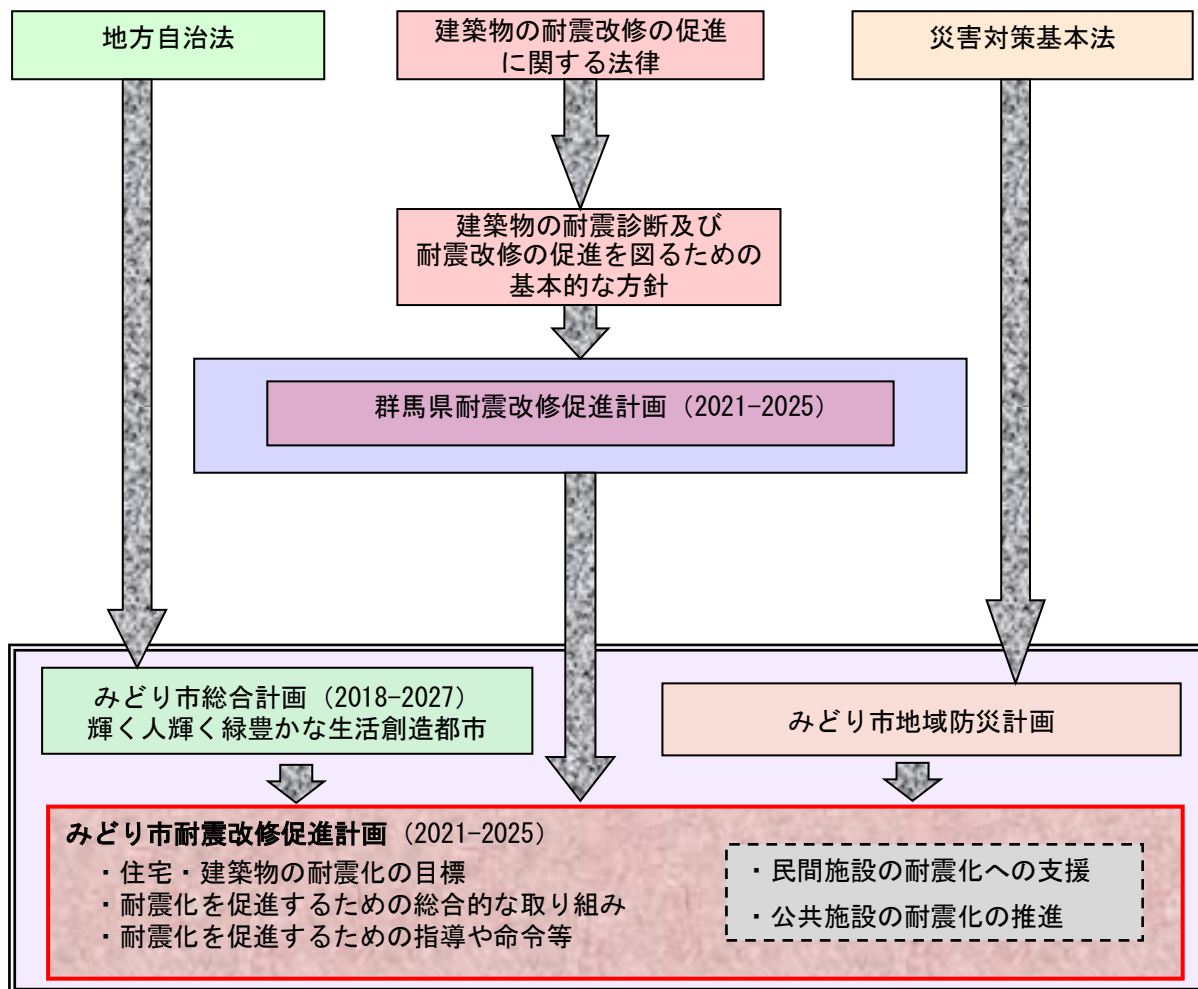 地方自治法
建築物の耐震改修の促進
に関する法律
災害対策基本法
建築物の耐震診断及び
耐震改修の促進を図るための
基本的な方針
群馬県耐震改修促進計画（2021-2025）
みどり市総合計画（2018-2027）
輝く人輝く緑豊かな生活創造都市
みどり市地域防災計画
みどり市耐震改修促進計画（2021-2025）
・住宅・建築物の耐震化の目標
・耐震化を促進するための総合的な取り組み
・耐震化を促進するための指導や命令等
・民間施設の耐震化への支援
・公共施設の耐震化の推進